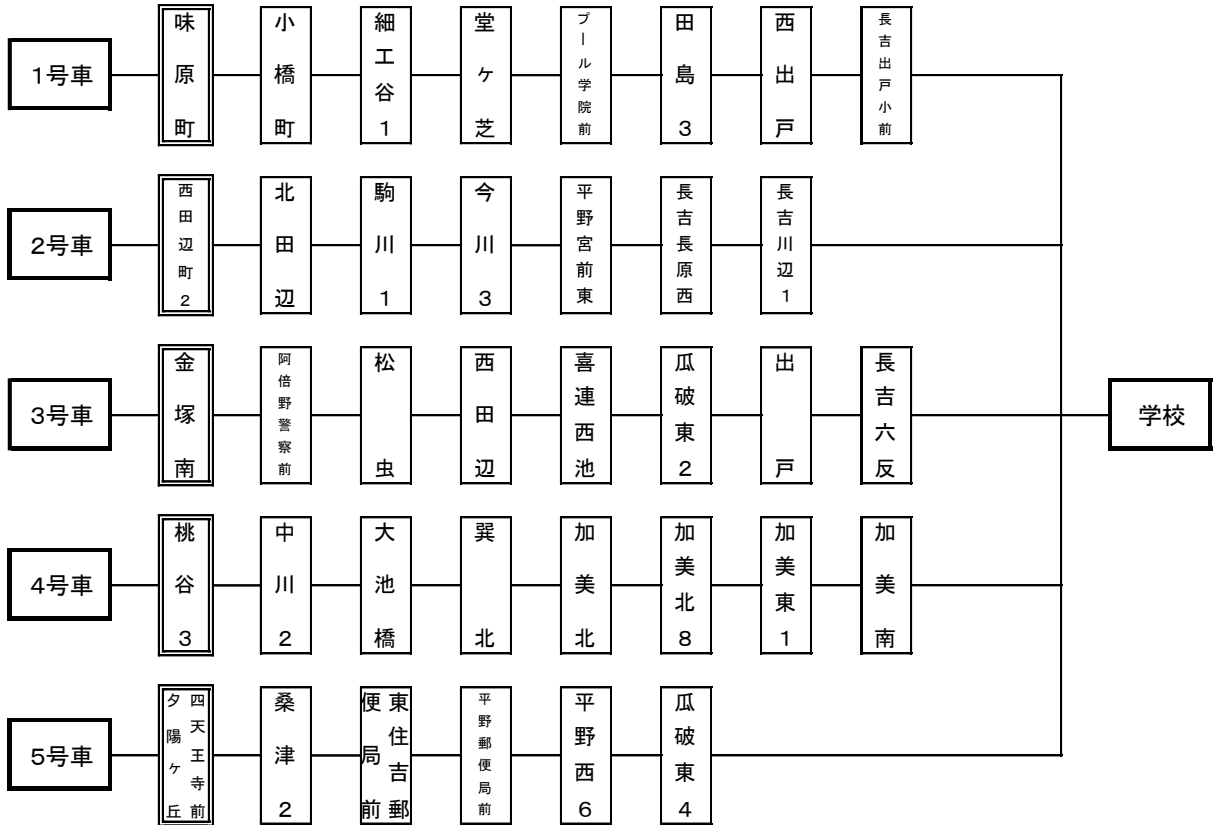 1号車
味原町
小橋町
細工谷1
堂ヶ芝
プール学院前
田島3
西出戸
長吉出戸小前
2号車
西田辺町2
北田辺
駒川1
今川3
平野宮前東
長吉長原西
長吉川辺1
3号車
金塚南
阿倍野警察前
松虫
西田辺
喜連西池
瓜破東2
出戸
長吉六反
学校
4号車
桃谷3
中川2
大池橋
巽北
加美北
加美北8
加美東1
加美南
5号車
四天王寺前
夕陽ヶ丘
桑津2
東住吉郵
便局前
平野郵便局前
平野西6
瓜破東4